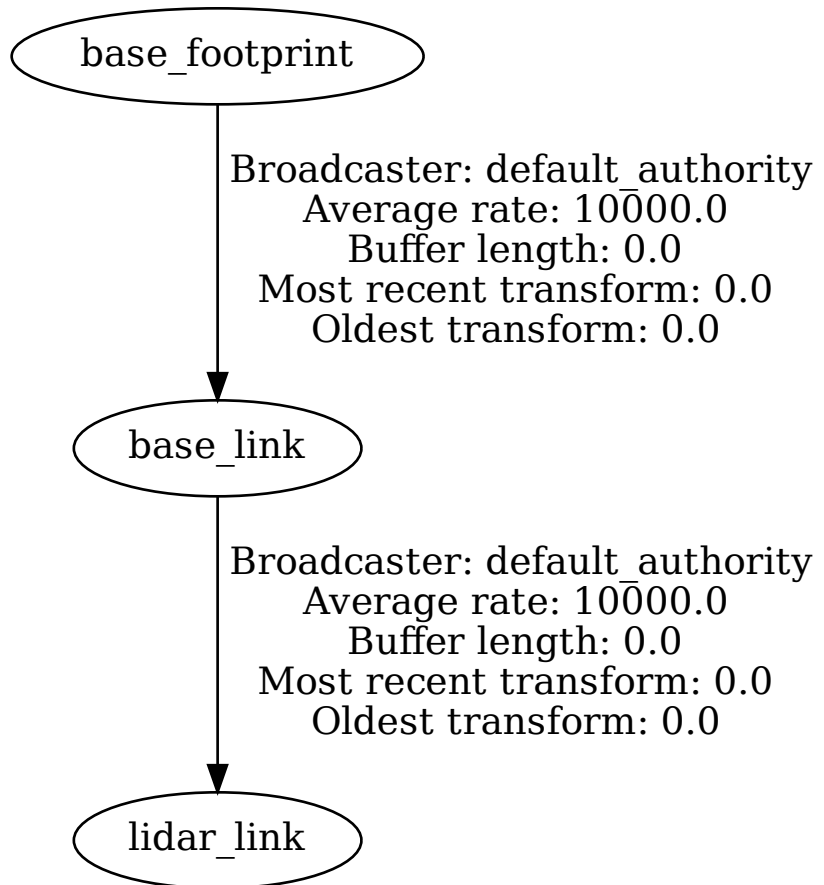 base_footprint
Broadcaster: default_authority
Average rate: 10000.0
Buffer length: 0.0
Most recent transform: 0.0
Oldest transform: 0.0
base_link
Broadcaster: default_authority
Average rate: 10000.0
Buffer length: 0.0
Most recent transform: 0.0
Oldest transform: 0.0
lidar_link